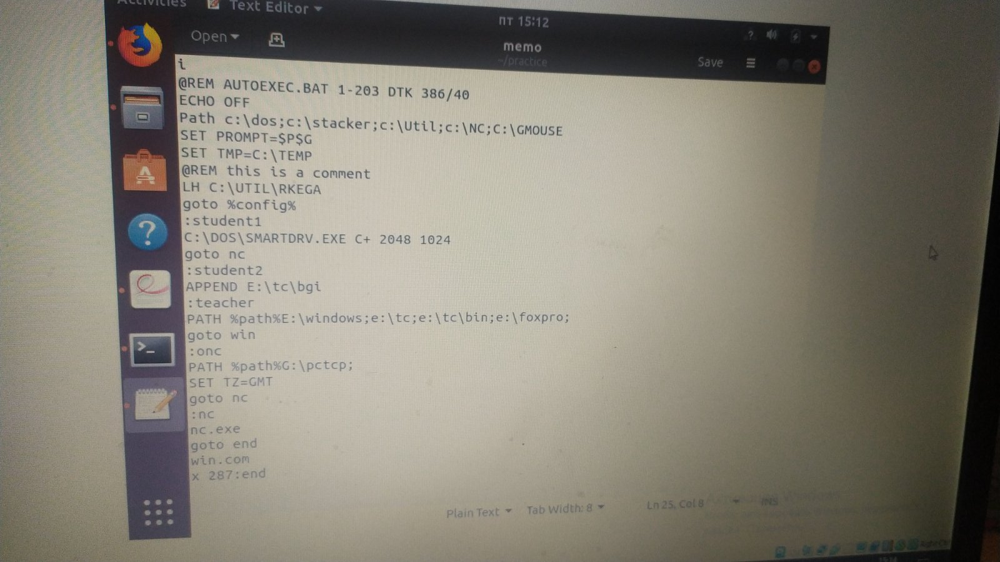 Activities Text Editor
пт 15:12
Open
memo
~/practice
Save
i
@REM AUTOEXEC.BAT 1-203 DTK 386/40
ECHO OFF
Path c:\dos;c:\stacker;c:\Util;c:\NC;C:\GMOUSE
SET PROMPT=$P$G
SET TMP=C:\TEMP
@REM this is a comment
LH C:\UTIL\RKEGA
goto %config%
:student1
C:\DOS\SMARTDRV.EXE C+ 2048 1024
goto nc
:student2
APPEND E:\tc\bgi
:teacher
PATH %path%E:\windows;e:\tc;e:\tc\bin;e:\foxpro;
goto win
:onc
PATH %path%G:\pctcp;
SET TZ=GMT
goto nc
:nc
nc.exe
goto end
win.com
x 287:end
Plain Text Tab Width: 8 Ln 25, Col 8 INS